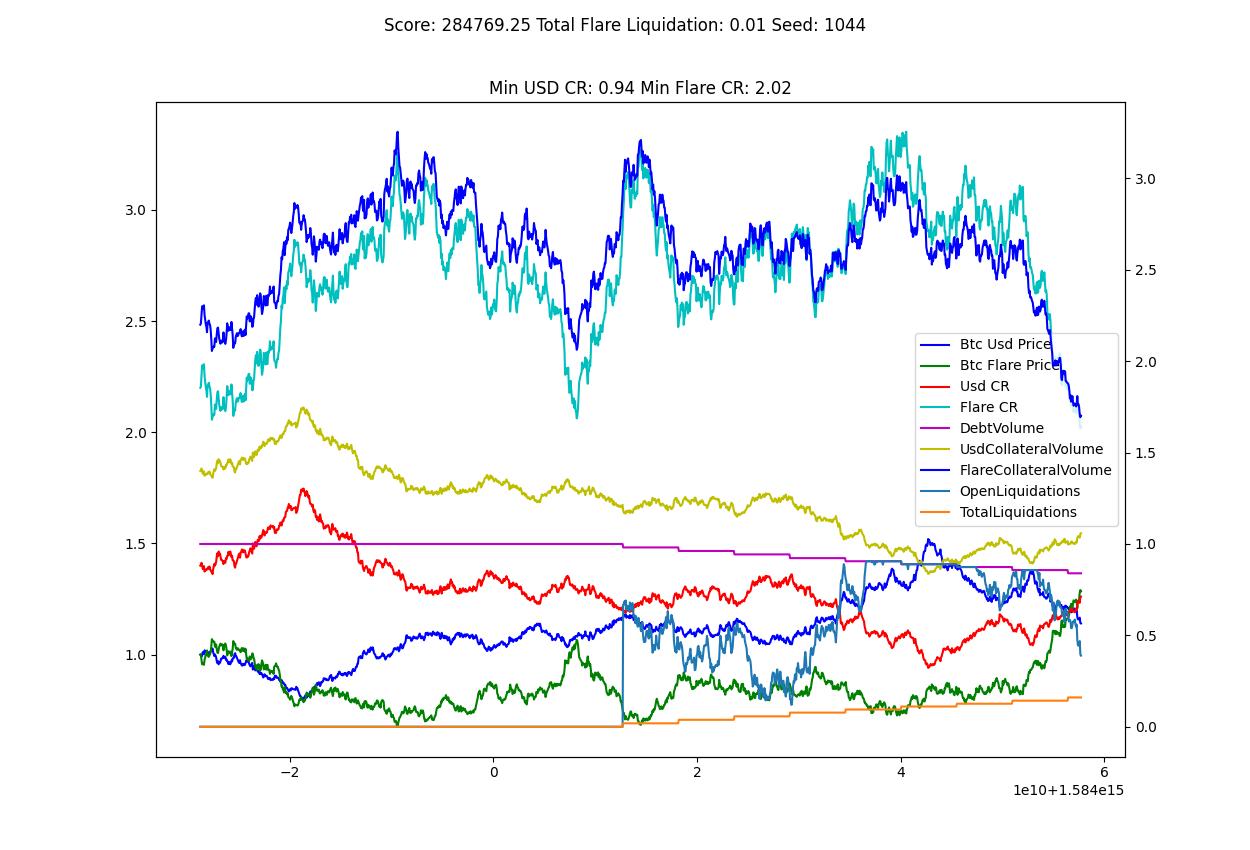 Score: 284769.25 Total Flare Liquidation: 0.01 Seed: 1044
Min USD CR: 0.94 Min Flare CR: 2.02
3.0
2.5
2.0
1.5
1.0
3.0
2.5
2.0
1.5
1.0
0.5
0.0
Btc Usd Price
Btc Flare Price
Usd CR
Flare CR
DebtVolume
UsdCollateralVolume
FlareCollateralVolume
OpenLiquidations
TotalLiquidations
−2 0 2 4 6
1e10+1.584e15